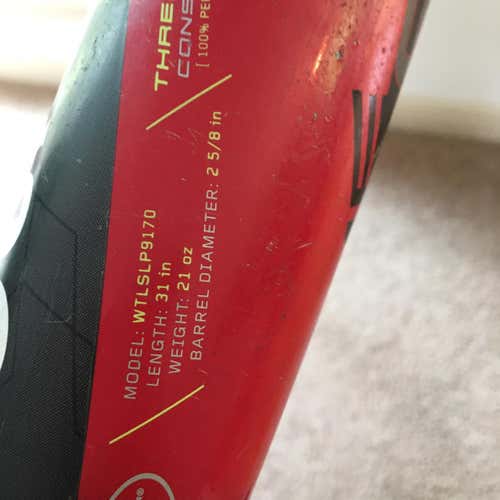 THRE
CONS
[ 100% PE
MODEL: WTLSLP9170
LENGTH: 31 in
WEIGHT: 21 oz
BARREL DIAMETER: 2 5/8 in